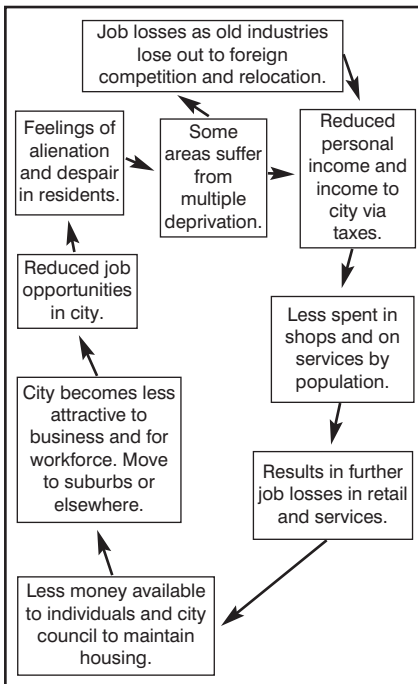 Job losses as old industries
lose out to foreign
competition and relocation.
Reduced
personal
income and
income to
city via
taxes.
Less spent in
shops and on
services by
population.
Results in further
job losses in retail
and services.
Less money available
to individuals and city
council to maintain
housing.
City becomes less
attractive to
business and for
workforce. Move
to suburbs or
elsewhere.
Reduced job
opportunities
in city.
Feelings of
alienation
and despair
in residents.
Some
areas suffer
from
multiple
deprivation.